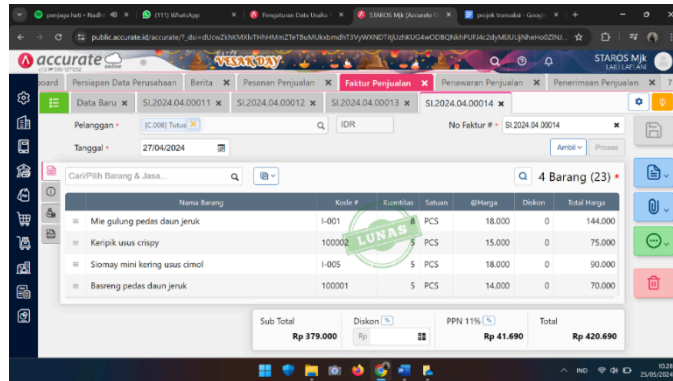 penjaga hati - Nadhi
(111) WhatsApp
Pengaturan Data Usaha
STAROS Mjk (Accurate O
projek transaksi - Googl
public.accurate.id/accurate/?_dsi=
accurate
online
STAROS Mjk
oard Persiapan Data Perusahaan Berita Pesanan Penjualan Faktur Penjualan Penawaran Penjualan Penerimaan Penjualan 7
Data Baru SI.2024.04.00011 SI.2024.04.00012 SI.2024.04.00013 SI.2024.04.00014
Pelanggan * [C.008] Tutus IDR No Faktur # * SI.2024.04.00014
Tanggal * 27/04/2024 Ambil Proses
Cari/Pilih Barang & Jasa... 4 Barang (23) *
Nama Barang Kode # Kuantitas Satuan @Harga Diskon Total Harga
Mie gulung pedas daun jeruk I-001 8 PCS 18.000 0 144.000
Keripik usus crispy 100002 5 PCS 15.000 0 75.000
LUNAS
Siomay mini kering usus cimol I-005 5 PCS 18.000 0 90.000
Basreng pedas daun jeruk 100001 5 PCS 14.000 0 70.000
Sub Total Diskon % PPN 11% % Total
Rp 379.000 Rp Rp 41.690 Rp 420.690
IND 10.28
25/05/2024